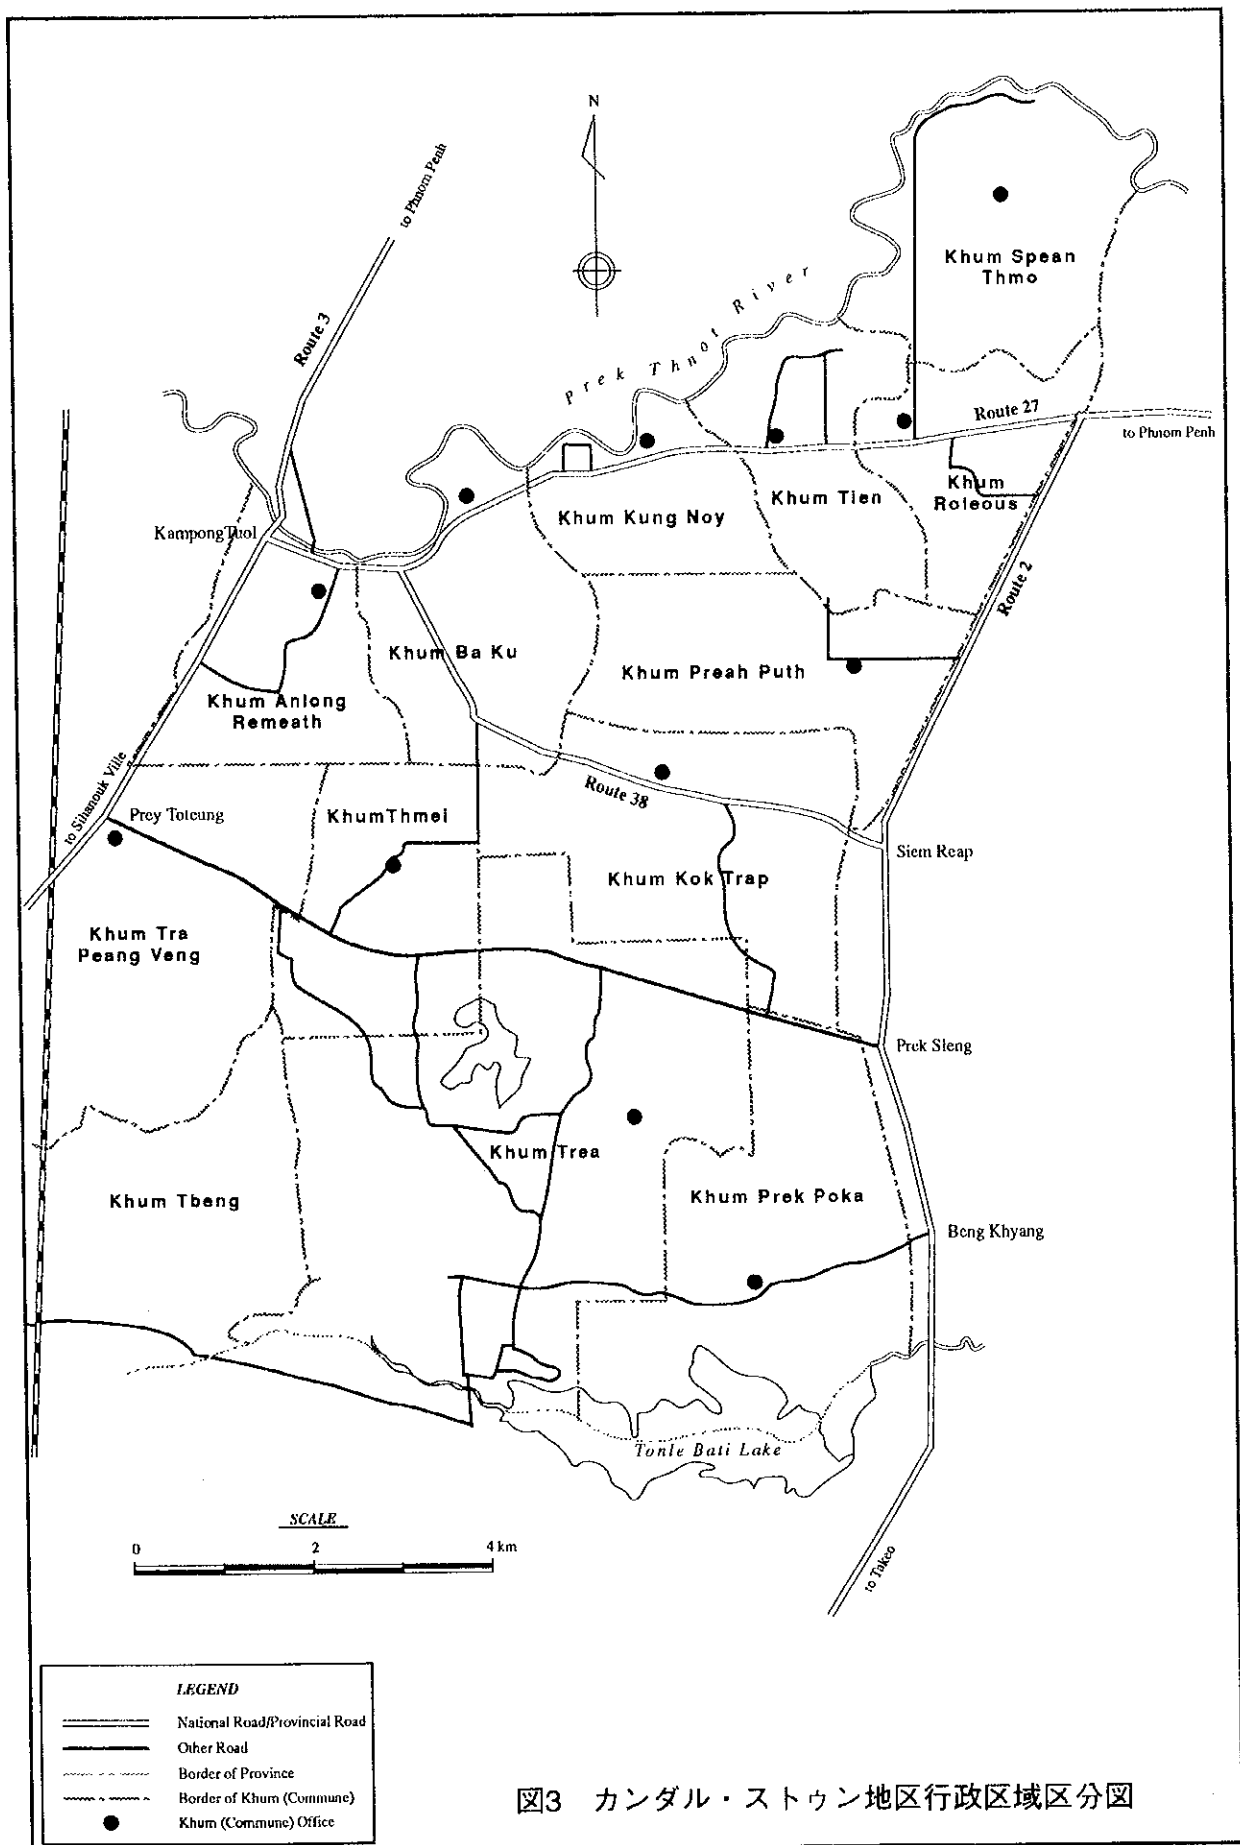 N
to Phnom Penh
Route 3
Prek Thnot River
Khum Spean
Thmo
Route 27
to Phnom Penh
Khum Tien
Khum
Roleous
Khum Kung Noy
Kampong Tuol
Route 2
Khum Ba Ku
Khum Preah Puth
Khum Anlong
Remeath
to Sihanouk Ville
Route 38
Prey Toteung
Khum Thmei
Siem Reap
Khum Kok Trap
Khum Tra
Peang Veng
Prek Sleng
Khum Trea
Khum Tbeng
Khum Prek Poka
Beng Khyang
Tonle Bati Lake
SCALE
0 2 4 km
to Takeo
LEGEND
National Road/Provincial Road
Other Road
Border of Province
Border of Khum (Commune)
Khum (Commune) Office
図3 カンダル・ストゥン地区行政区域区分図